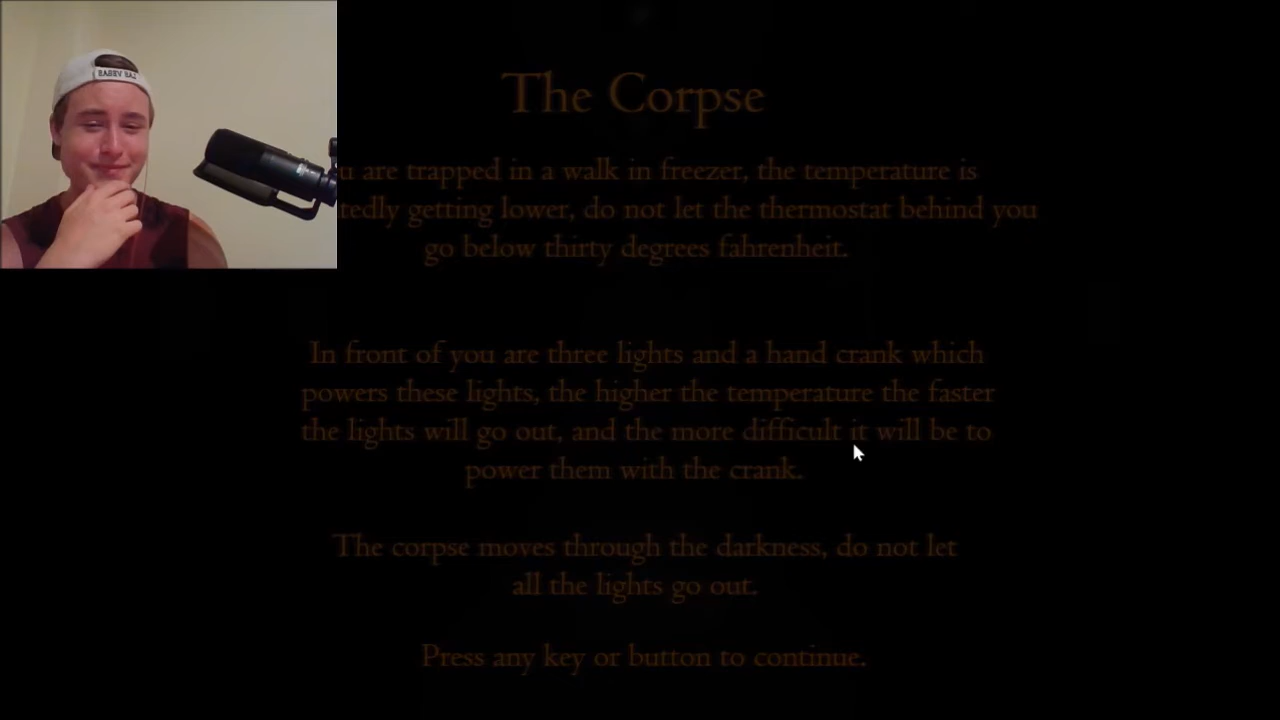 The Corpse
u are trapped in a walk in freezer, the temperature is
tedly getting lower, do not let the thermostat behind you
go below thirty degrees fahrenheit.
In front of you are three lights and a hand crank which
powers these lights, the higher the temperature the faster
the lights will go out, and the more difficult it will be to
power them with the crank.
The corpse moves through the darkness, do not let
all the lights go out.
Press any key or button to continue.